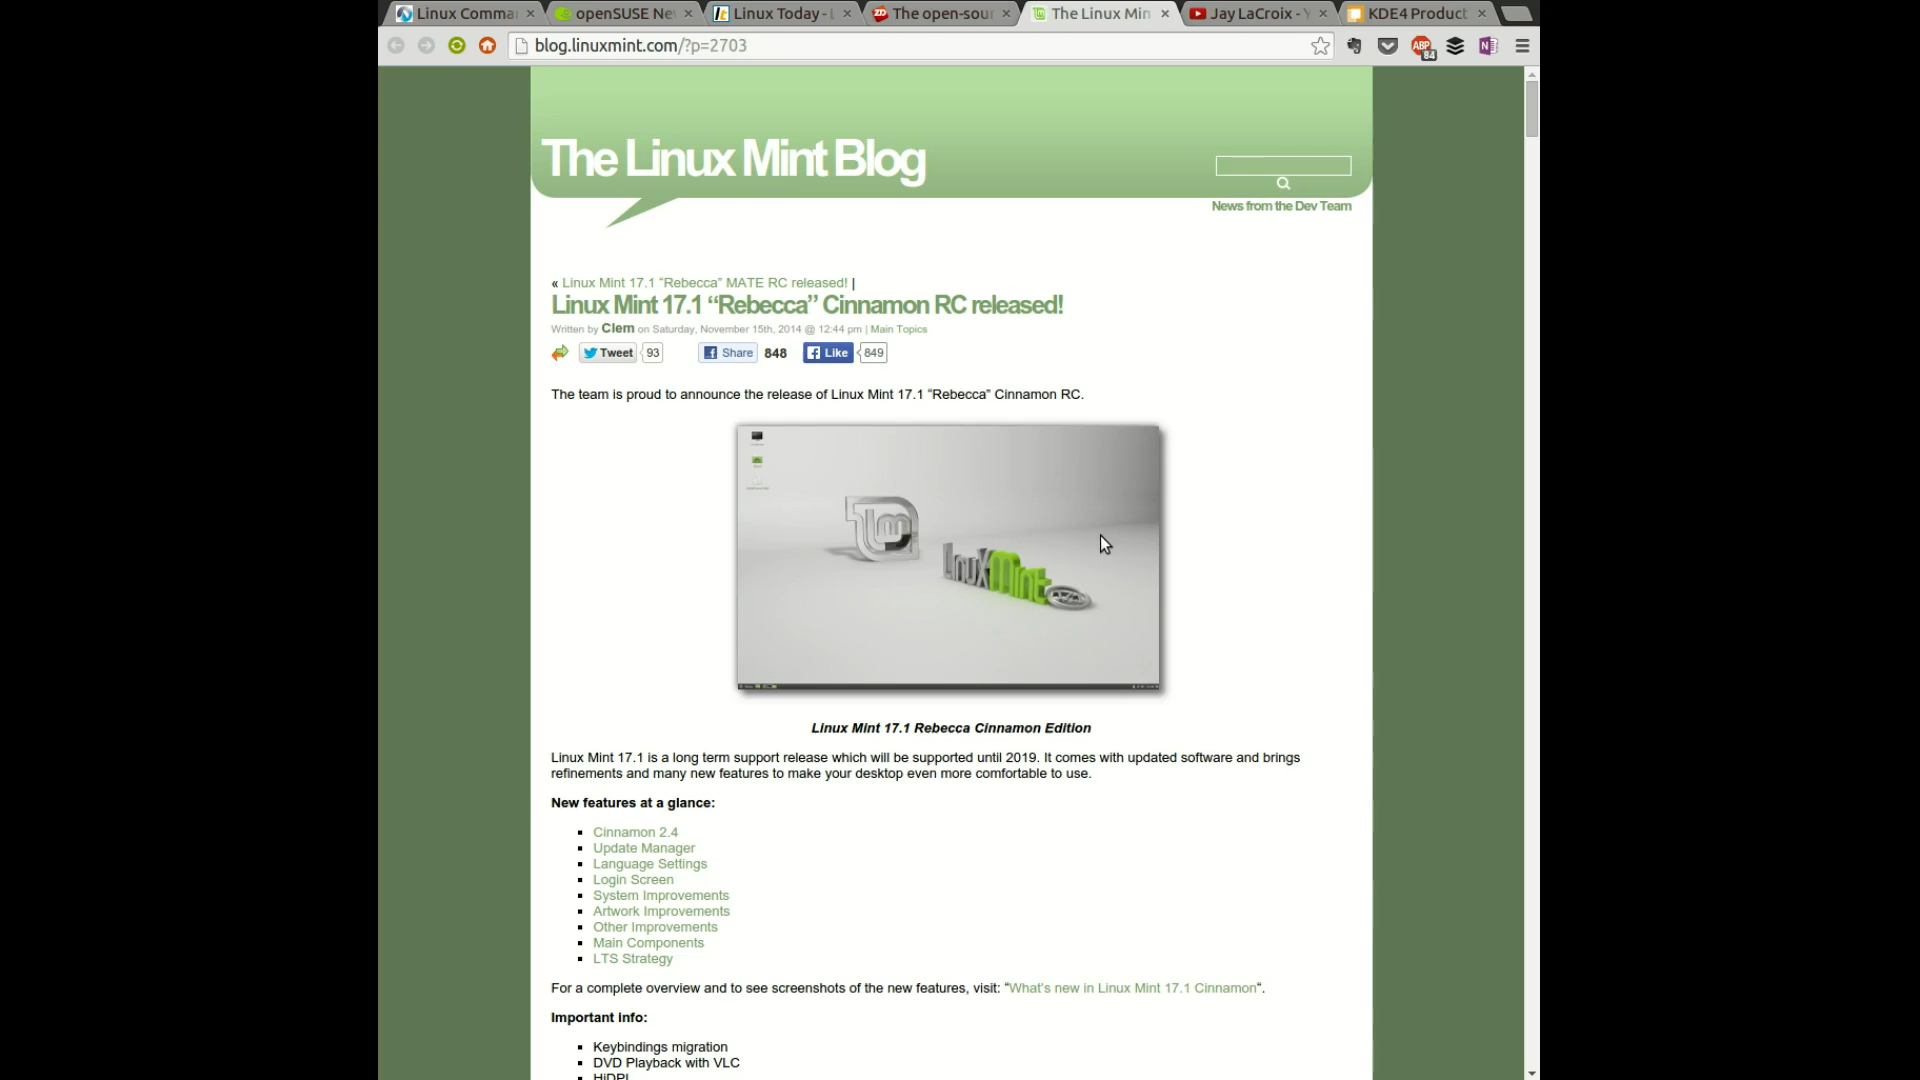 Linux Comma
openSUSE Ne
Linux Today - L
The open-sour
The Linux Min
Jay LaCroix - Y
KDE4 Product
blog.linuxmint.com/?p=2703
ABP
84
The Linux Mint Blog
News from the Dev Team
« Linux Mint 17.1 “Rebecca” MATE RC released! |
Linux Mint 17.1 “Rebecca” Cinnamon RC released!
Written by Clem on Saturday, November 15th, 2014 @ 12:44 pm | Main Topics
Tweet 93 Share 848 Like 849
The team is proud to announce the release of Linux Mint 17.1 “Rebecca” Cinnamon RC.
LinuxMint
Linux Mint 17.1 Rebecca Cinnamon Edition
Linux Mint 17.1 is a long term support release which will be supported until 2019. It comes with updated software and brings
refinements and many new features to make your desktop even more comfortable to use.
New features at a glance:
Cinnamon 2.4
Update Manager
Language Settings
Login Screen
System Improvements
Artwork Improvements
Other Improvements
Main Components
LTS Strategy
For a complete overview and to see screenshots of the new features, visit: “What’s new in Linux Mint 17.1 Cinnamon“.
Important info:
Keybindings migration
DVD Playback with VLC
HiDPI